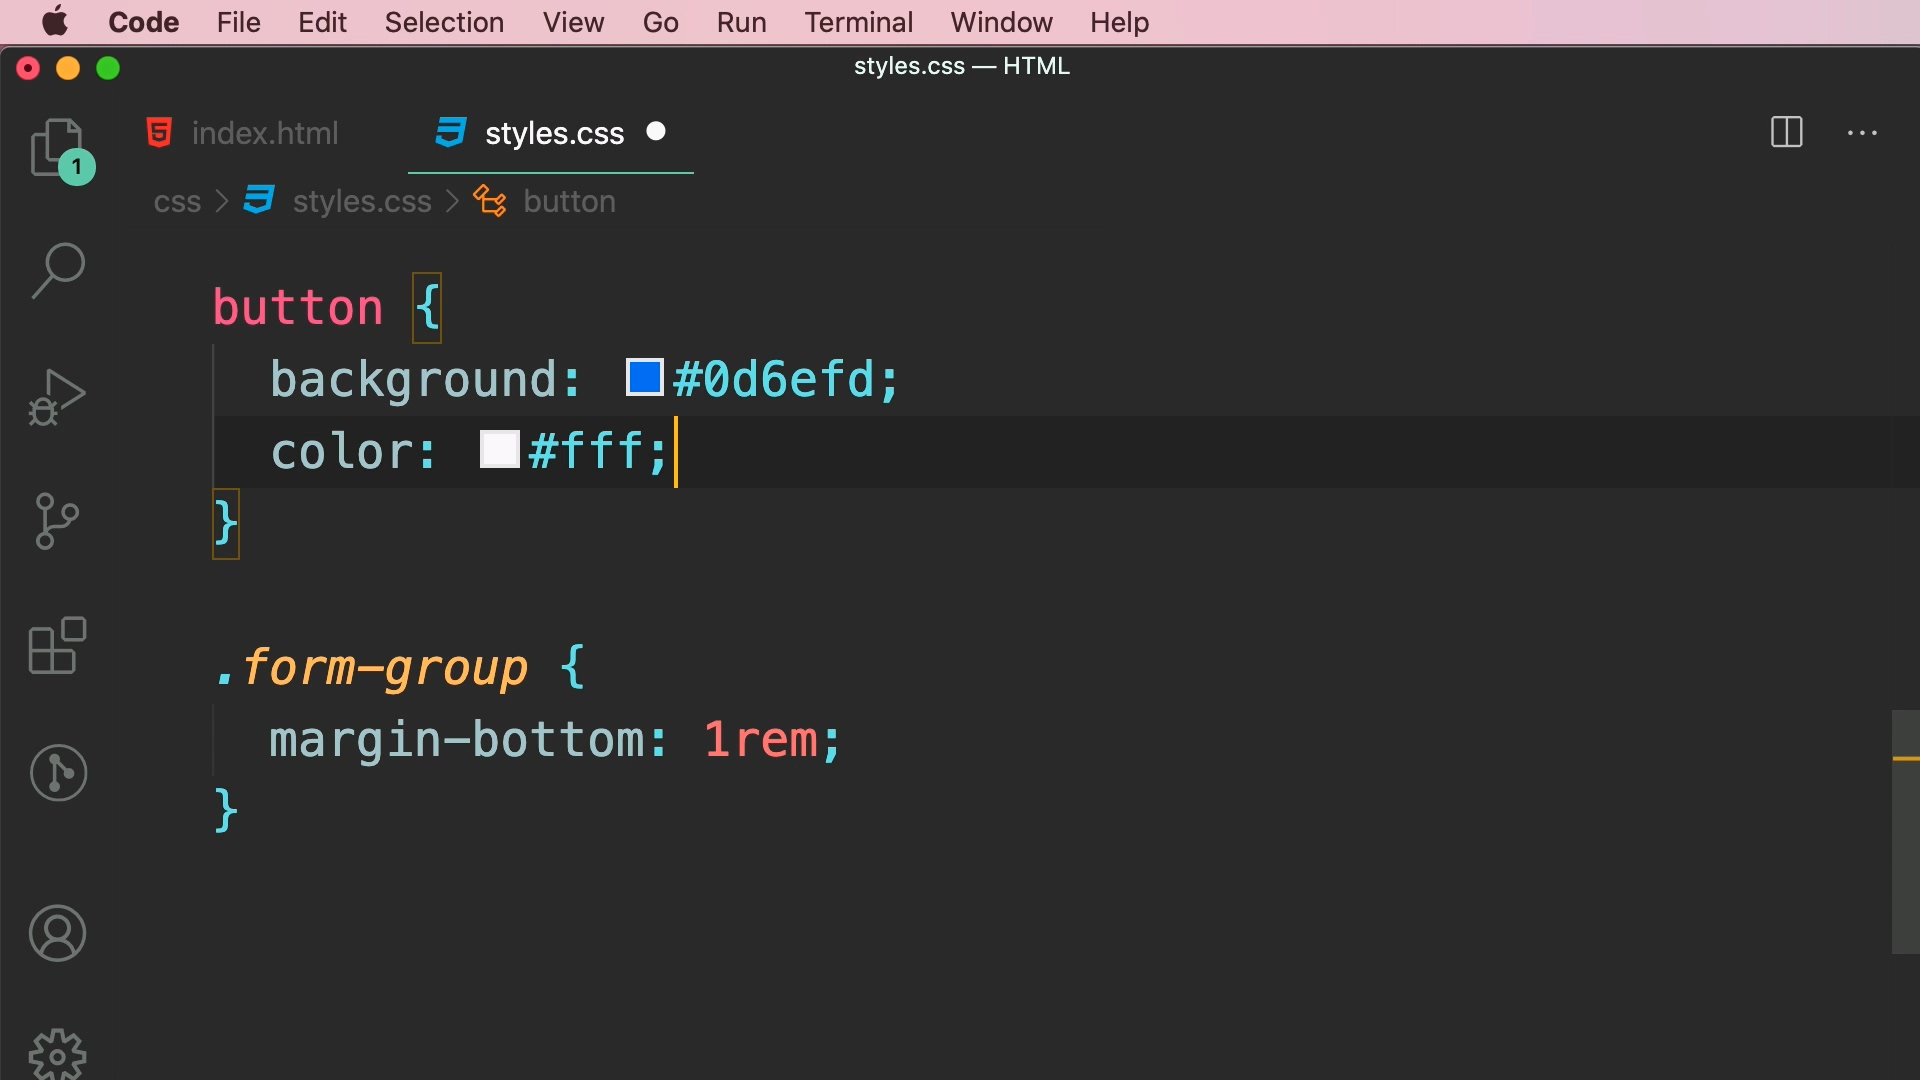 Code File Edit Selection View Go Run Terminal Window Help
styles.css — HTML
index.html styles.css
1
css > styles.css > button
button {
background: #0d6efd;
color: #fff;
}
.form-group {
margin-bottom: 1rem;
}